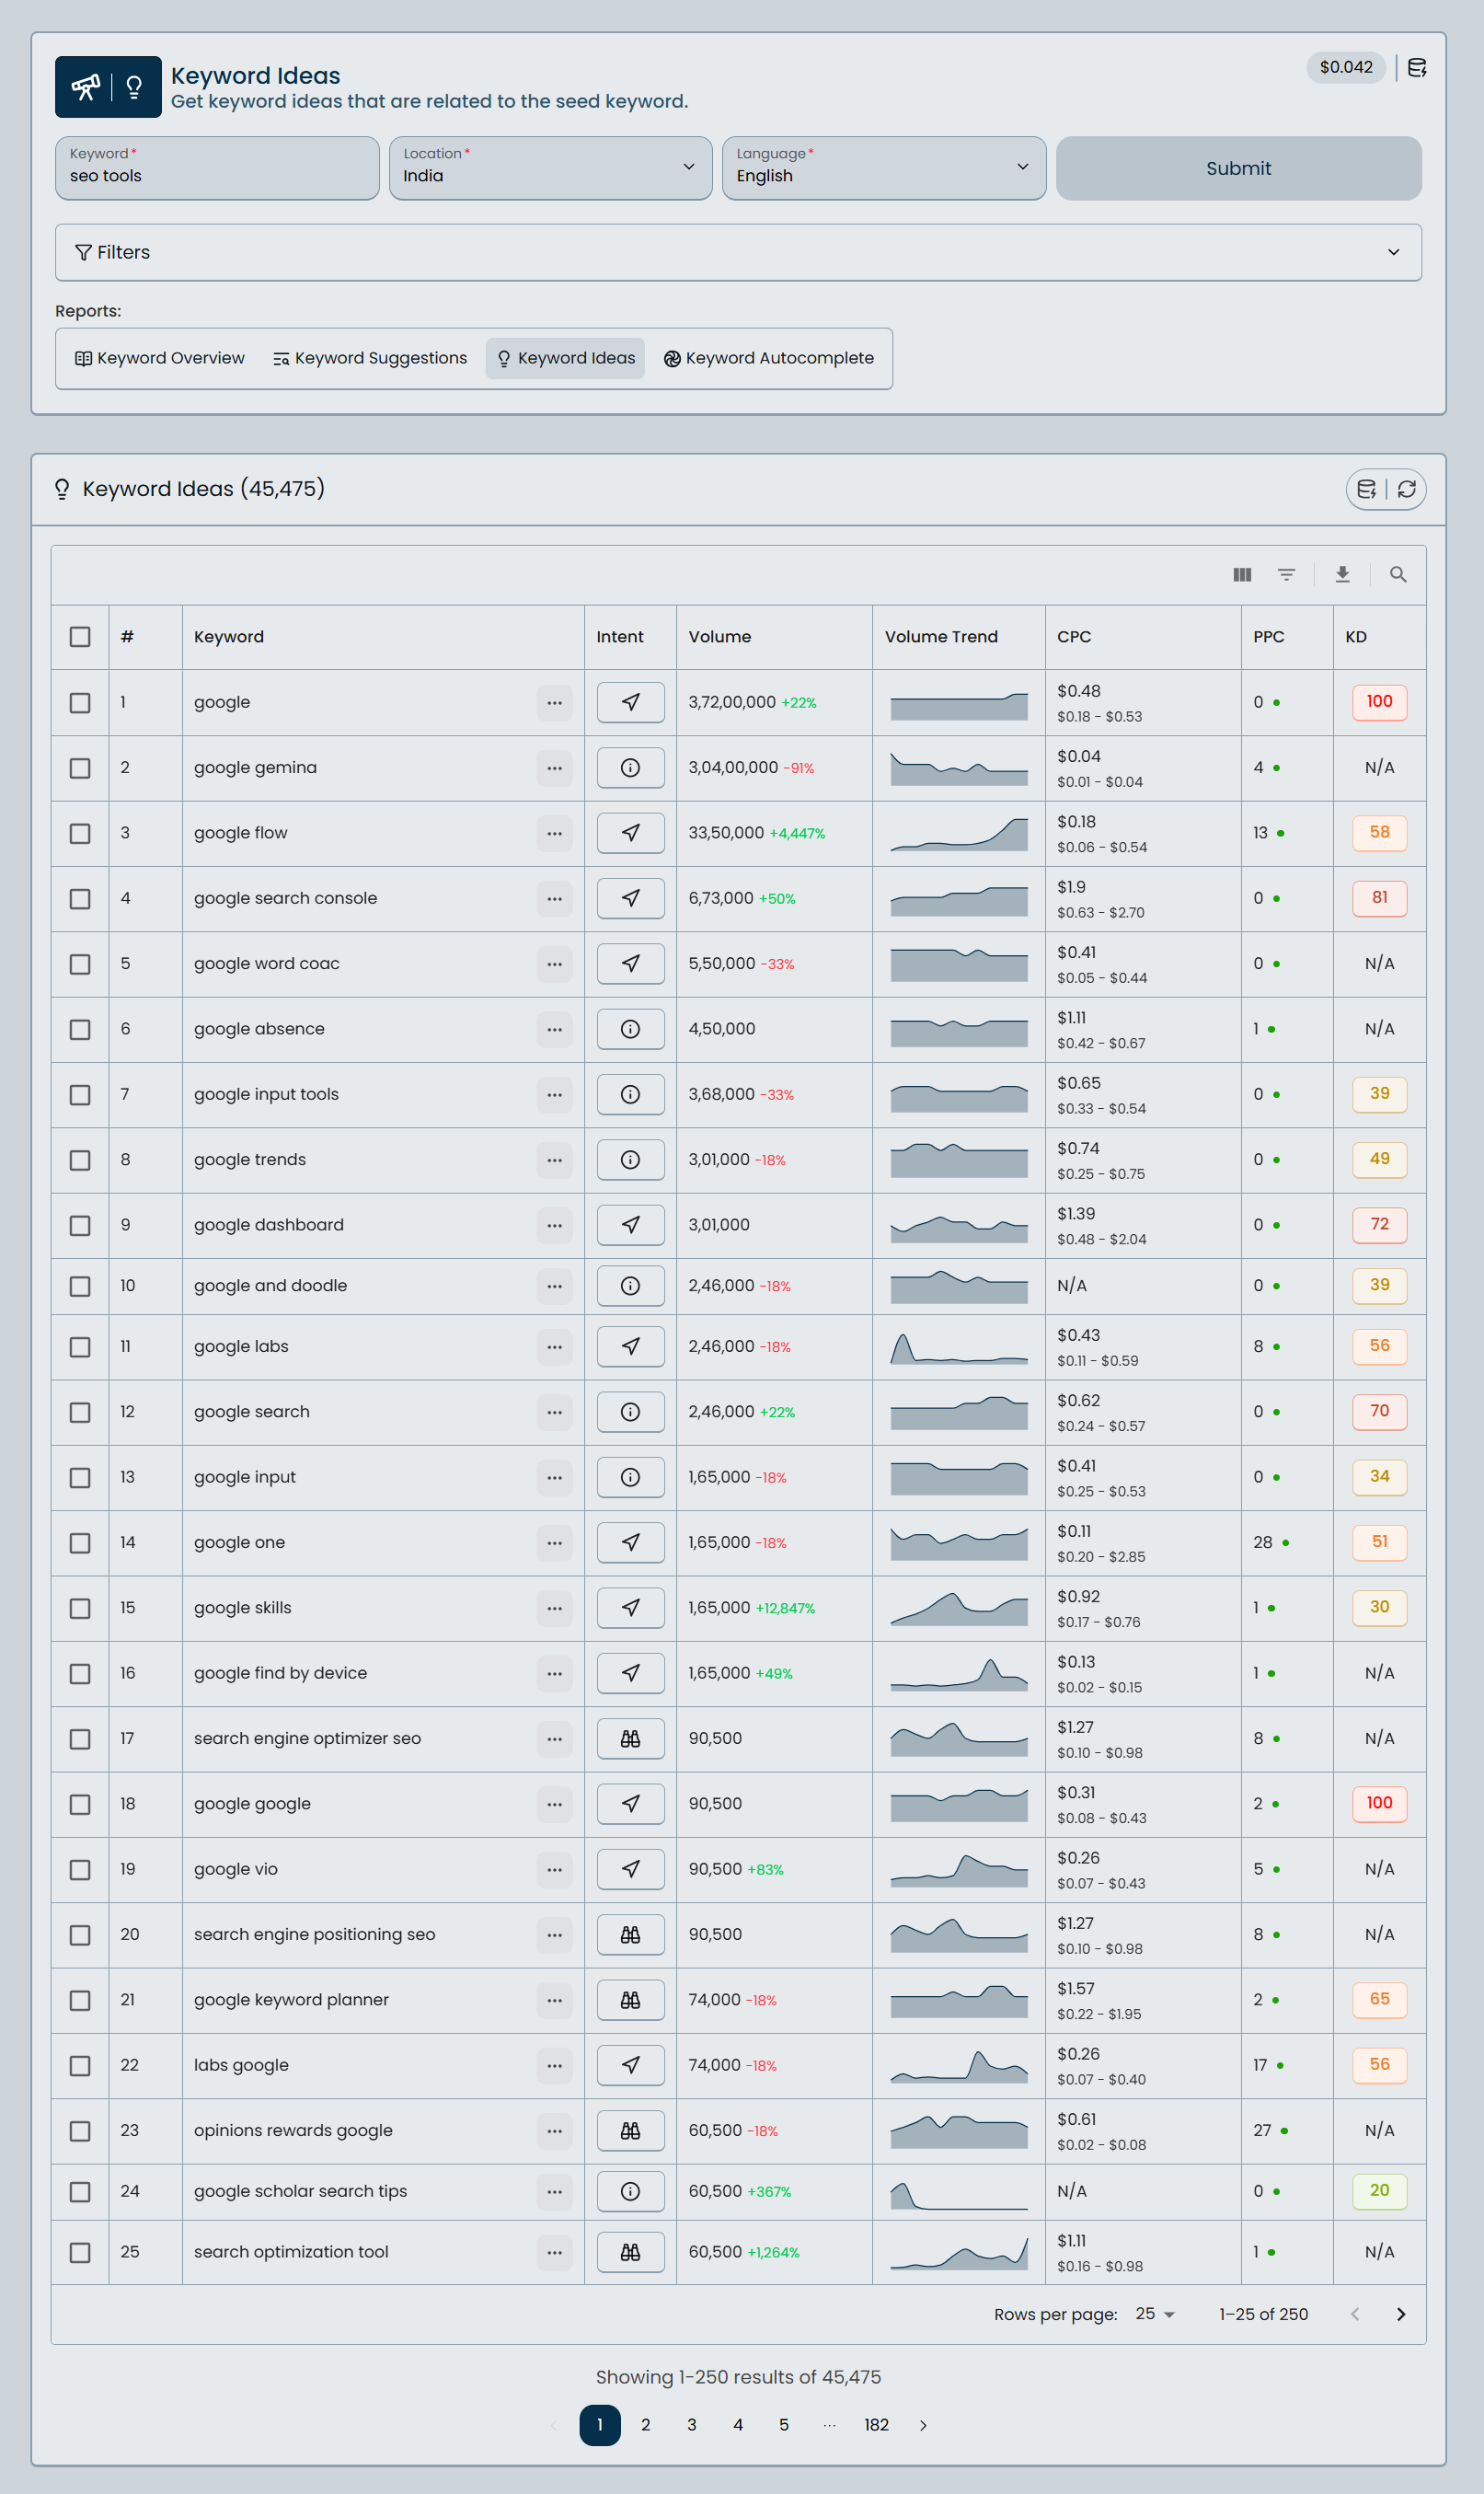 Keyword Ideas
Get keyword ideas that are related to the seed keyword.
$0.042
Keyword*
seo tools
Location*
India
Language*
English
Submit
Filters
Reports:
Keyword Overview
Keyword Suggestions
Keyword Ideas
Keyword Autocomplete
Keyword Ideas (45,475)
# Keyword Intent Volume Volume Trend CPC PPC KD
1 google 3,72,00,000 +22% $0.48 0 100
$0.18 - $0.53
2 google gemina 3,04,00,000 -91% $0.04 4 N/A
$0.01 - $0.04
3 google flow 33,50,000 +4,447% $0.18 13 58
$0.06 - $0.54
4 google search console 6,73,000 +50% $1.9 0 81
$0.63 - $2.70
5 google word coac 5,50,000 -33% $0.41 0 N/A
$0.05 - $0.44
6 google absence 4,50,000 $1.11 1 N/A
$0.42 - $0.67
7 google input tools 3,68,000 -33% $0.65 0 39
$0.33 - $0.54
8 google trends 3,01,000 -18% $0.74 0 49
$0.25 - $0.75
9 google dashboard 3,01,000 $1.39 0 72
$0.48 - $2.04
10 google and doodle 2,46,000 -18% N/A 0 39
11 google labs 2,46,000 -18% $0.43 8 56
$0.11 - $0.59
12 google search 2,46,000 +22% $0.62 0 70
$0.24 - $0.57
13 google input 1,65,000 -18% $0.41 0 34
$0.25 - $0.53
14 google one 1,65,000 -18% $0.11 28 51
$0.20 - $2.85
15 google skills 1,65,000 +12,847% $0.92 1 30
$0.17 - $0.76
16 google find by device 1,65,000 +49% $0.13 1 N/A
$0.02 - $0.15
17 search engine optimizer seo 90,500 $1.27 8 N/A
$0.10 - $0.98
18 google google 90,500 $0.31 2 100
$0.08 - $0.43
19 google vio 90,500 +83% $0.26 5 N/A
$0.07 - $0.43
20 search engine positioning seo 90,500 $1.27 8 N/A
$0.10 - $0.98
21 google keyword planner 74,000 -18% $1.57 2 65
$0.22 - $1.95
22 labs google 74,000 -18% $0.26 17 56
$0.07 - $0.40
23 opinions rewards google 60,500 -18% $0.61 27 N/A
$0.02 - $0.08
24 google scholar search tips 60,500 +367% N/A 0 20
25 search optimization tool 60,500 +1,264% $1.11 1 N/A
$0.16 - $0.98
Rows per page: 25 1–25 of 250
Showing 1-250 results of 45,475
1 2 3 4 5 ... 182